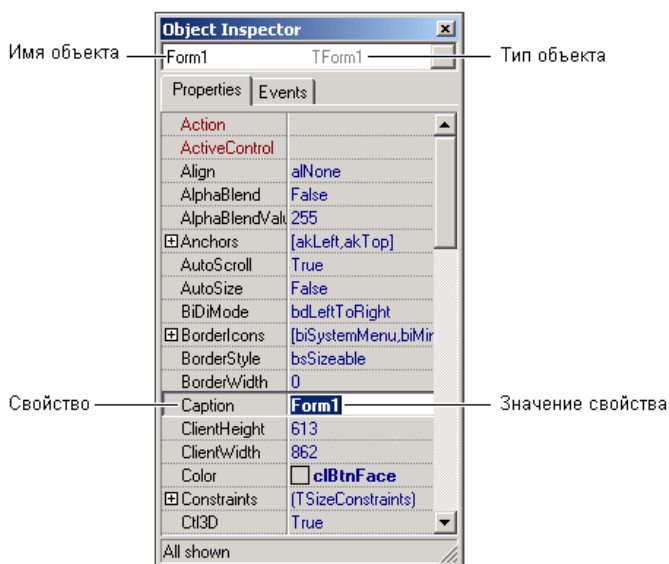 Object Inspector
Имя объекта Form1 TForm1 Тип объекта
Properties Events
Action
ActiveControl
Align alNone
AlphaBlend False
AlphaBlendValu 255
Anchors [akLeft,akTop]
AutoScroll True
AutoSize False
BiDiMode bdLeftToRight
BorderIcons [biSystemMenu,biMin
BorderStyle bsSizeable
BorderWidth 0
Свойство Caption Form1 Значение свойства
ClientHeight 613
ClientWidth 862
Color clBtnFace
Constraints (TSizeConstraints)
Ctl3D True
All shown